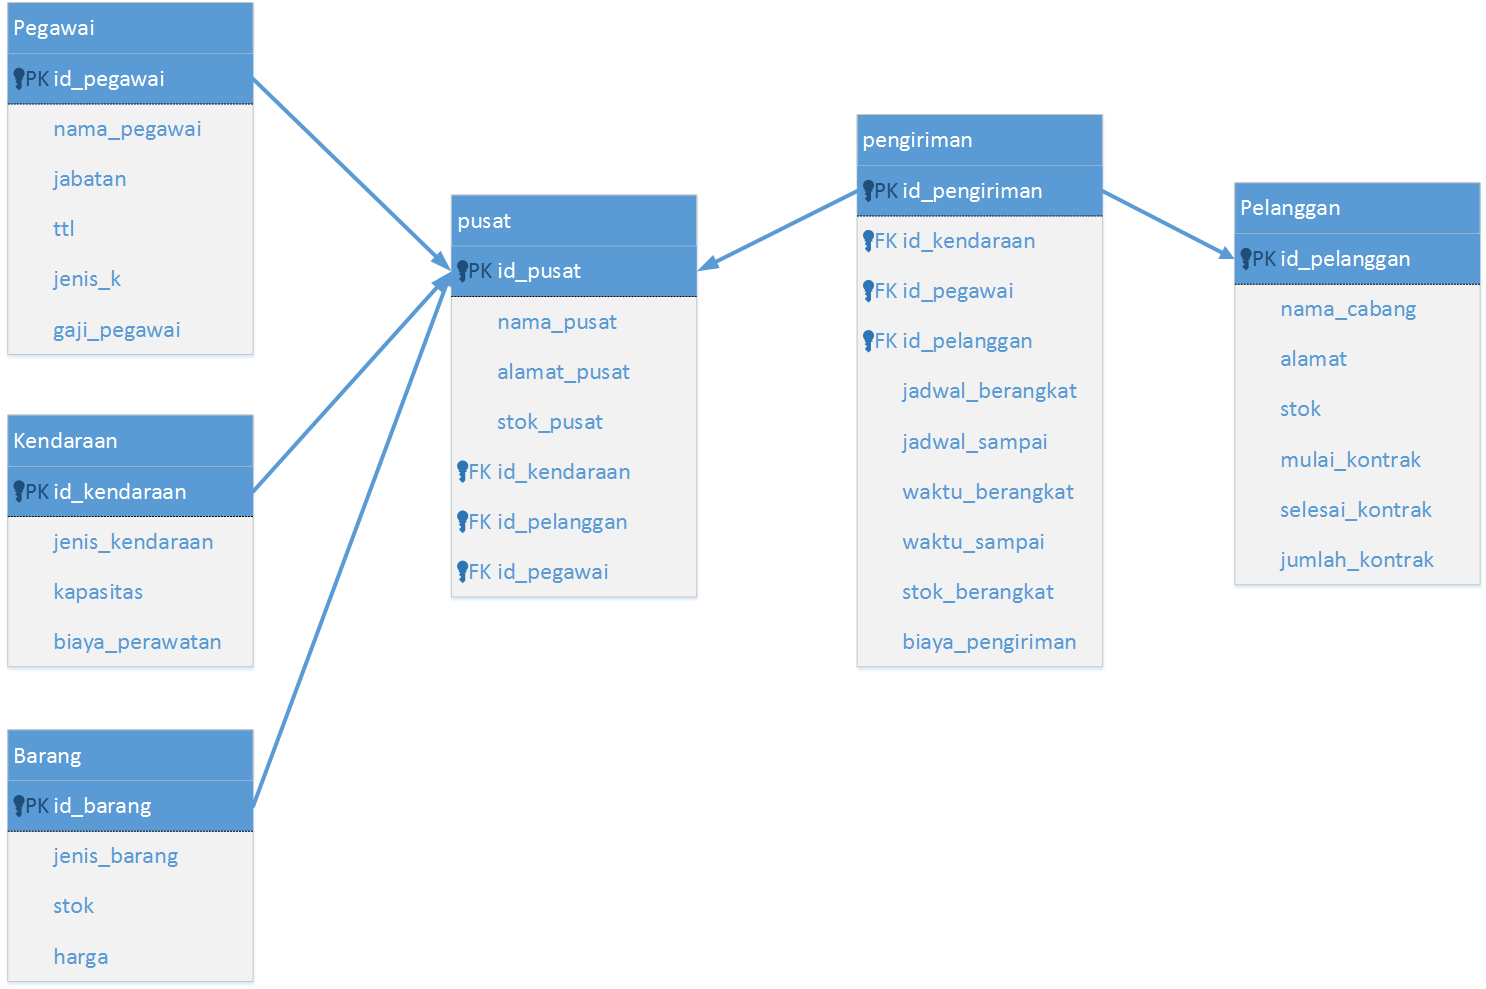 Pegawai
PK id_pegawai
nama_pegawai
jabatan
ttl
jenis_k
gaji_pegawai
Kendaraan
PK id_kendaraan
jenis_kendaraan
kapasitas
biaya_perawatan
Barang
PK id_barang
jenis_barang
stok
harga
pusat
PK id_pusat
nama_pusat
alamat_pusat
stok_pusat
FK id_kendaraan
FK id_pelanggan
FK id_pegawai
pengiriman
PK id_pengiriman
FK id_kendaraan
FK id_pegawai
FK id_pelanggan
jadwal_berangkat
jadwal_sampai
waktu_berangkat
waktu_sampai
stok_berangkat
biaya_pengiriman
Pelanggan
PK id_pelanggan
nama_cabang
alamat
stok
mulai_kontrak
selesai_kontrak
jumlah_kontrak